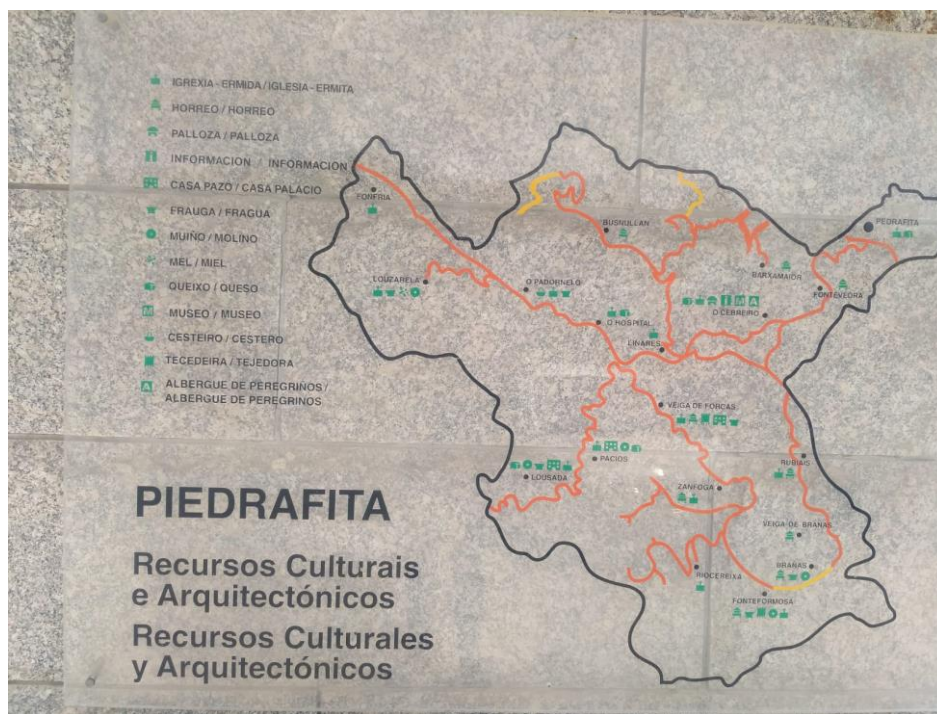 IGREXIA - ERMIDA / IGLESIA - ERMITA
HORREO / HORREO
PALLOZA / PALLOZA
INFORMACION / INFORMACION
CASA PAZO / CASA PALACIO
FRAUGA / FRAGUA
MUIÑO / MOLINO
MEL / MIEL
QUEIXO / QUESO
M MUSEO / MUSEO
CESTEIRO / CESTERO
TECEDEIRA / TEJEDORA
A ALBERGUE DE PEREGRINOS /
ALBERGUE DE PEREGRINOS
PIEDRAFITA
Recursos Culturais
e Arquitectónicos
Recursos Culturales
y Arquitectónicos
FONFRIA
BUSNULLAN
PEDRAFITA
BARXAMAIOR
LOUZARELA
O PADORNELO
FONTEVEDRA
M A
O CEBREIRO
O HOSPITAL
LINARES
VEIGA DE FORCAS
PACIOS
RUBIAIS
LOUSADA
ZANFOGA
VEIGA DE BRAÑAS
BRAÑAS
RIOCEREIXA
FONTEFORMOSA